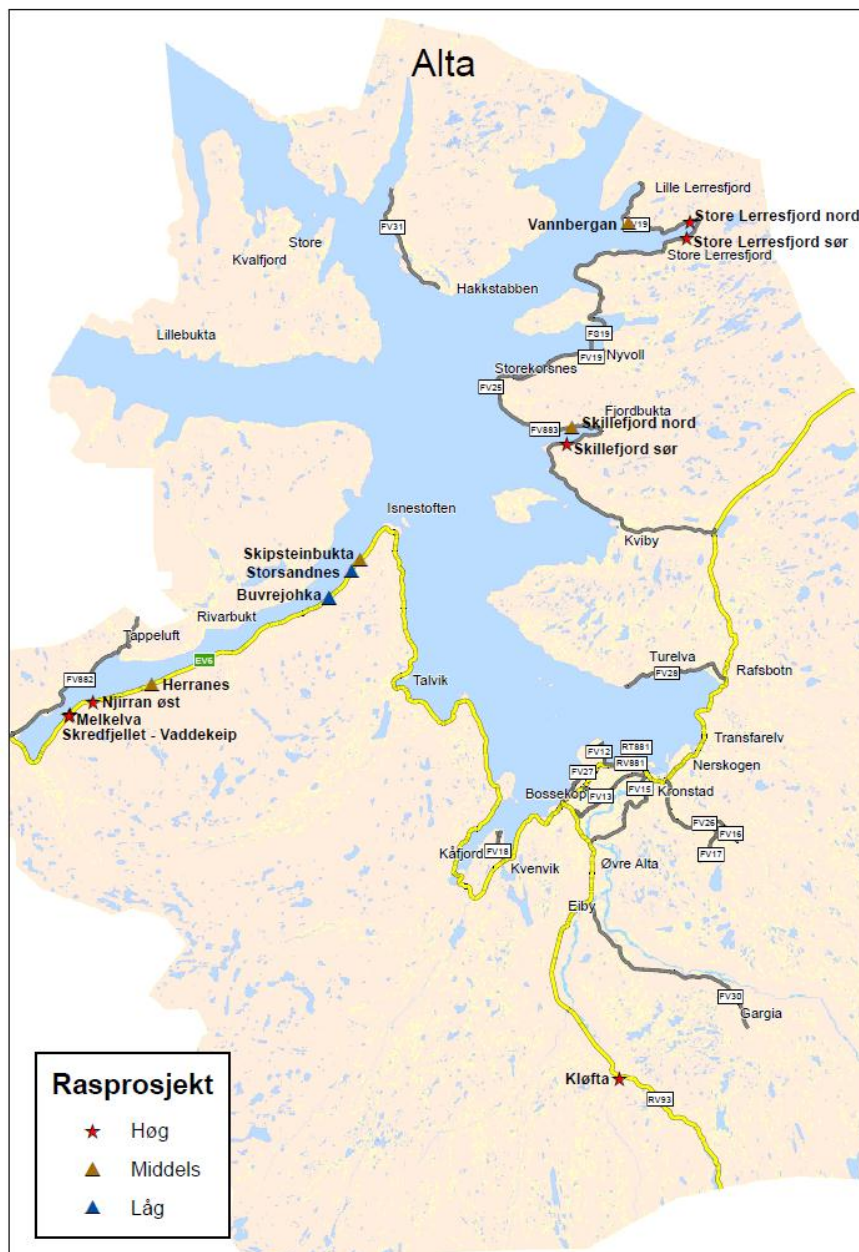 Alta
Lille Lerresfjord
FV31
Vannbergan
V19
Store Lerresfjord nord
Store Lerresfjord sør
Store Lerresfjord
Store
Kvalfjord
Hakkstabben
Lillebukta
FG19
FV19
Nyvoll
Storekorsnes
FV25
Fjordbukta
FV883
Skillefjord nord
Skillefjord sør
Isnestoften
Kviby
Skipsteinbukta
Storsandnes
Buvrejohka
Rivarbukt
Tappeluft
EV6
FV882
Herranes
Njirran øst
Melkelva
Skredfjellet - Vaddekeip
Talvik
Turelva
FV28
Rafsbotn
Transfarelv
Nerskogen
FV12
RT881
RV881
FV27
Bossekop
FV13
FV15
Kronstad
FV26
FV16
FV17
Kåfjord
FV18
Kvenvik
Øvre Alta
Eiby
FV30
Gargia
Kløfta
RV93
Rasprosjekt
Høg
Middels
Låg